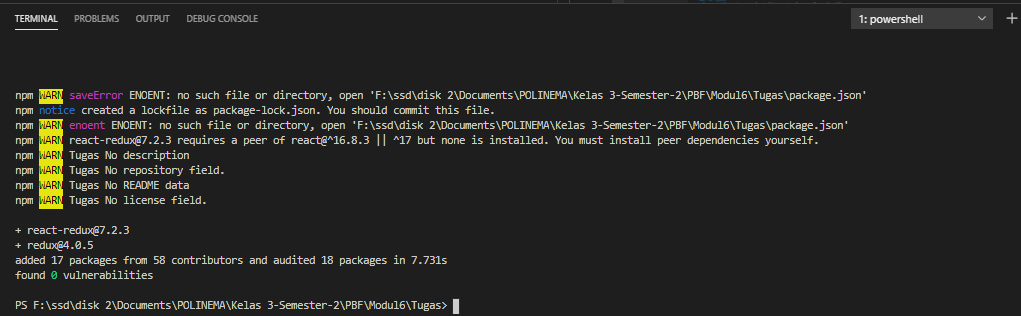 TERMINAL PROBLEMS OUTPUT DEBUG CONSOLE 1: powershell
npm WARN saveError ENOENT: no such file or directory, open 'F:\ssd\disk 2\Documents\POLINEMA\Kelas 3-Semester-2\PBF\Modul6\Tugas\package.json'
npm notice created a lockfile as package-lock.json. You should commit this file.
npm WARN enoent ENOENT: no such file or directory, open 'F:\ssd\disk 2\Documents\POLINEMA\Kelas 3-Semester-2\PBF\Modul6\Tugas\package.json'
npm WARN react-redux@7.2.3 requires a peer of react@^16.8.3 || ^17 but none is installed. You must install peer dependencies yourself.
npm WARN Tugas No description
npm WARN Tugas No repository field.
npm WARN Tugas No README data
npm WARN Tugas No license field.
+ react-redux@7.2.3
+ redux@4.0.5
added 17 packages from 58 contributors and audited 18 packages in 7.731s
found 0 vulnerabilities
PS F:\ssd\disk 2\Documents\POLINEMA\Kelas 3-Semester-2\PBF\Modul6\Tugas>